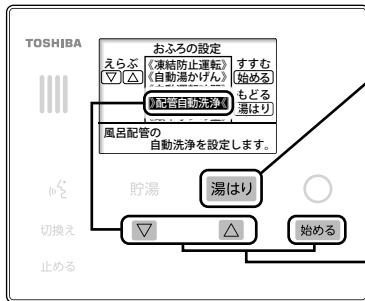 TOSHIBA
おふろの設定
えらぶ
▽△
《凍結防止運転》
《自動湯かげん》
》配管自動洗浄《
すすむ
始める
もどる
湯はり
風呂配管の
自動洗浄を設定します。
貯湯
湯はり
切換え
▽
△
始める
止める